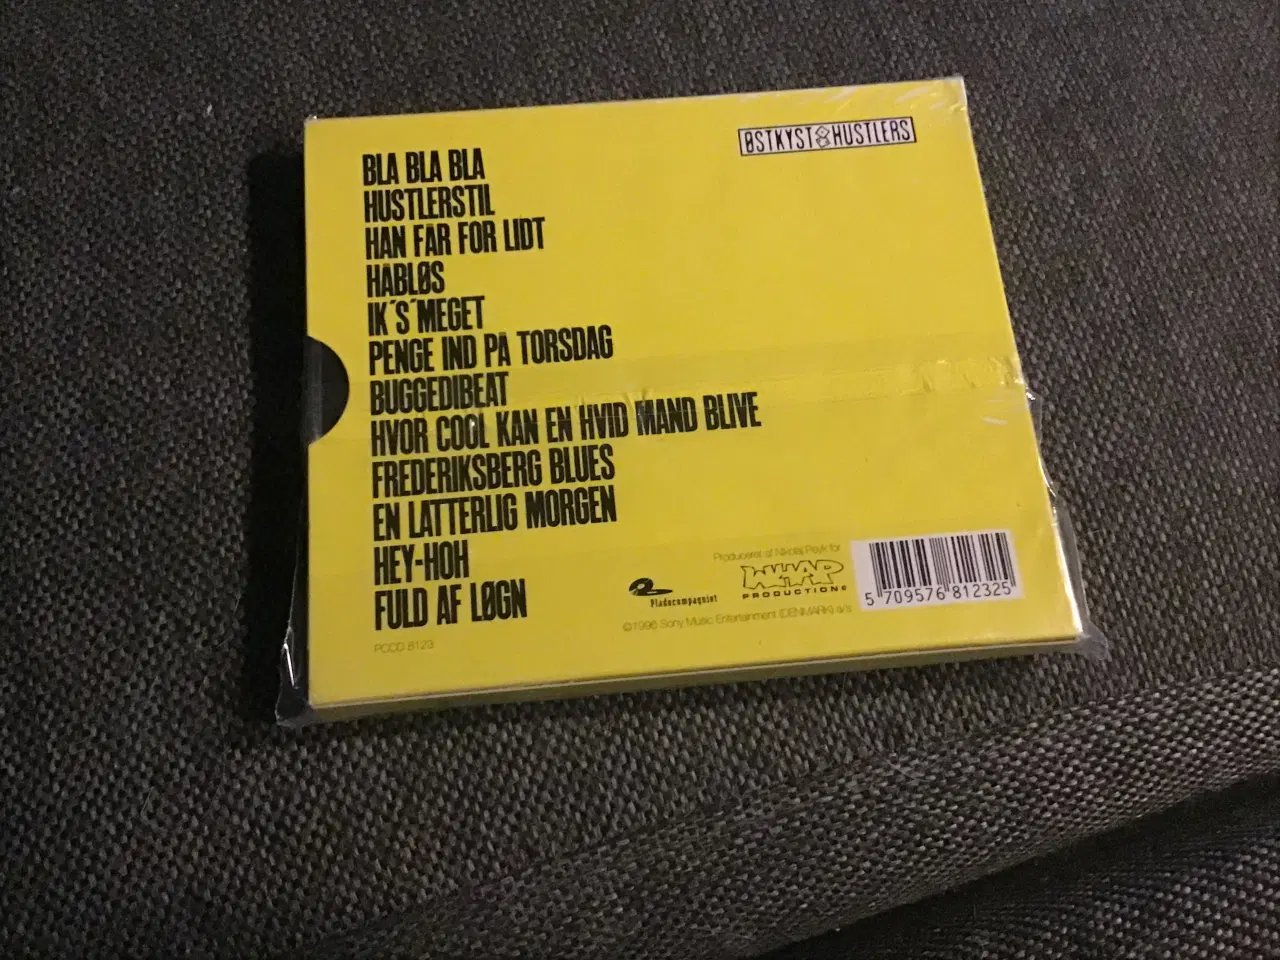 ØSTKYST HUSTLERS
BLA BLA BLA
HUSTLERSTIL
HAN FAR FOR LIDT
HABLØS
IK´S´MEGET
PENGE IND PA TORSDAG
BUGGEDIBEAT
HVOR COOL KAN EN HVID MAND BLIVE
FREDERIKSBERG BLUES
EN LATTERLIG MORGEN
HEY-HOH
FULD AF LØGN
PCCD 8123
Pladecompagniet
Produceret af Nikolaj Peyk for
WHAP
PRODUCTIONS
©1996 Sony Music Entertainment (DENMARK) a/s
5 709576 812325